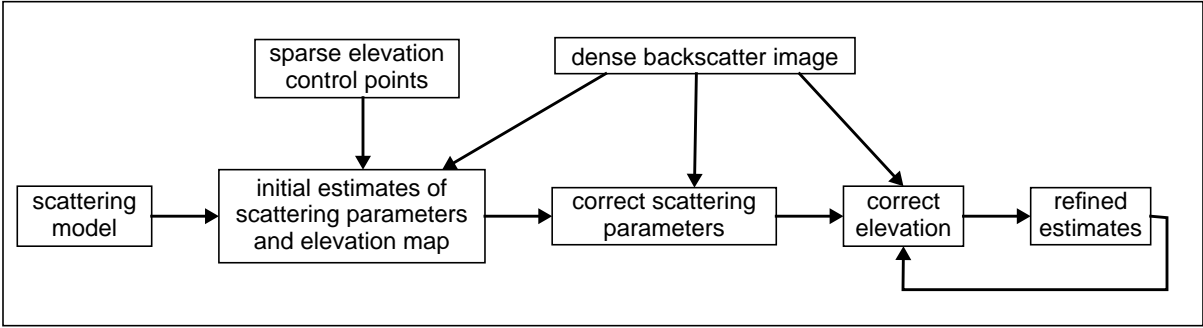 sparse elevation
control points
dense backscatter image
scattering
model
initial estimates of
scattering parameters
and elevation map
correct scattering
parameters
correct
elevation
refined
estimates